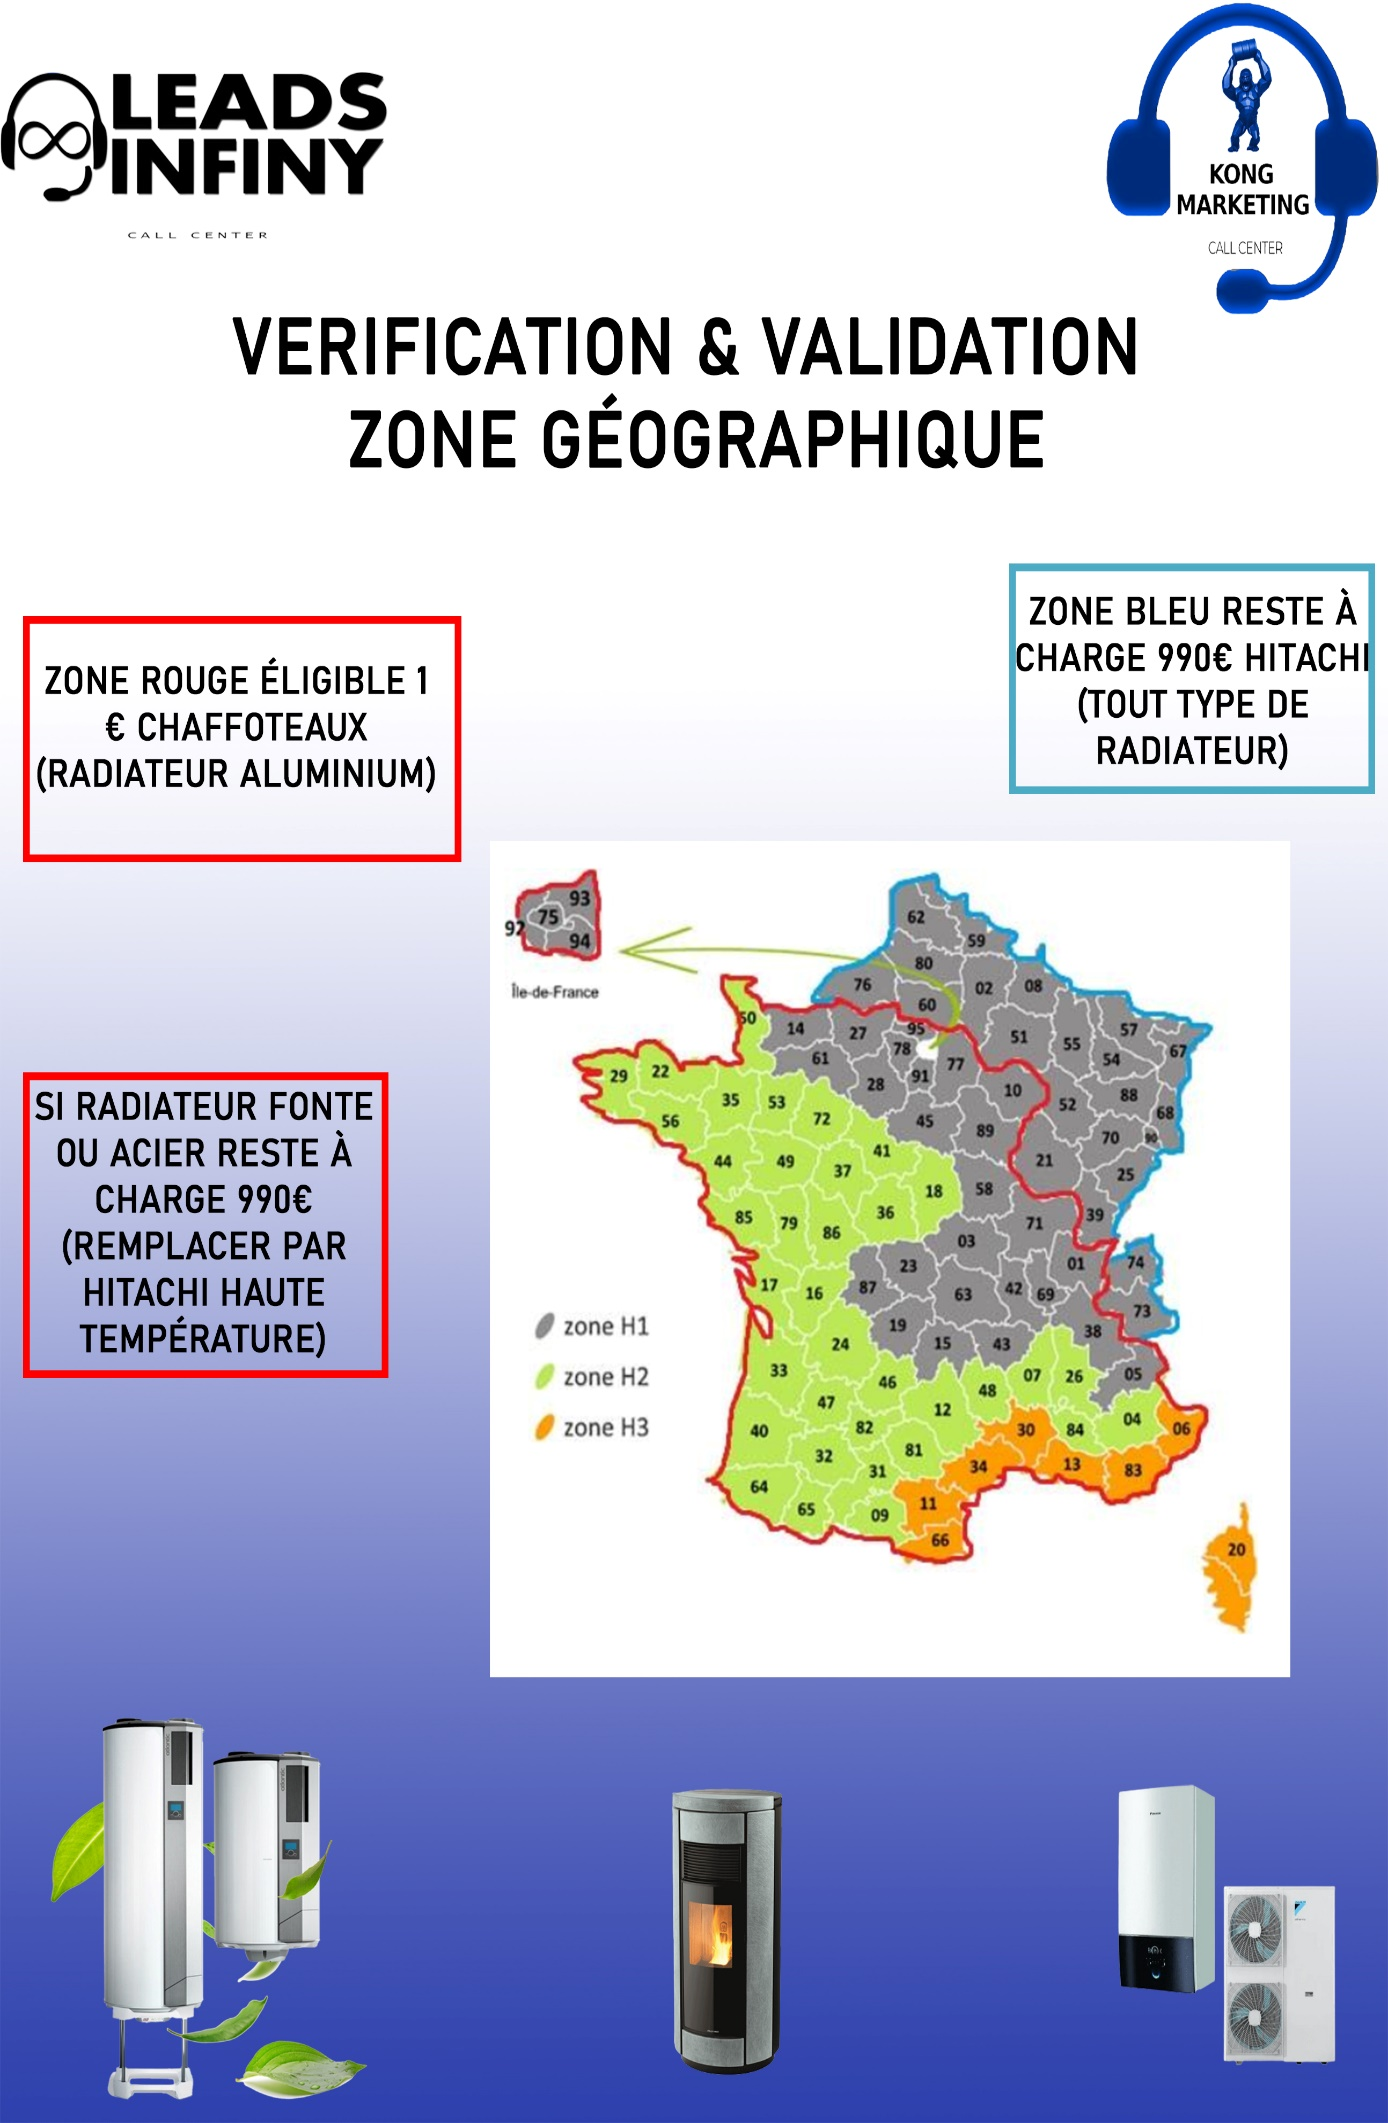 LEADS
INFINY
CALL CENTER
KONG
MARKETING
CALL CENTER
VERIFICATION & VALIDATION
ZONE GÉOGRAPHIQUE
ZONE ROUGE ÉLIGIBLE 1
€ CHAFFOTEAUX
(RADIATEUR ALUMINIUM)
ZONE BLEU RESTE À
CHARGE 990€ HITACHI
(TOUT TYPE DE
RADIATEUR)
SI RADIATEUR FONTE
OU ACIER RESTE À
CHARGE 990€
(REMPLACER PAR
HITACHI HAUTE
TEMPÉRATURE)
93
92 75
94
Île-de-France
62
59
80
76 02 08
60
50 14 27 95 51 55 57
61 78 77 54 67
29 22 28 91 10 88
35 53 72 45 52 68
56 89 70 90
44 49 37 41 21 25
18 58
85 79 86 36 71 39
03
17 16 87 23 63 42 69 01 74
19 38 73
24 15 43
33 46 48 07 26 05
47 12
40 82 30 84 04 06
32 31 81 34 13 83
64 65 09 11
66
20
zone H1
zone H2
zone H3